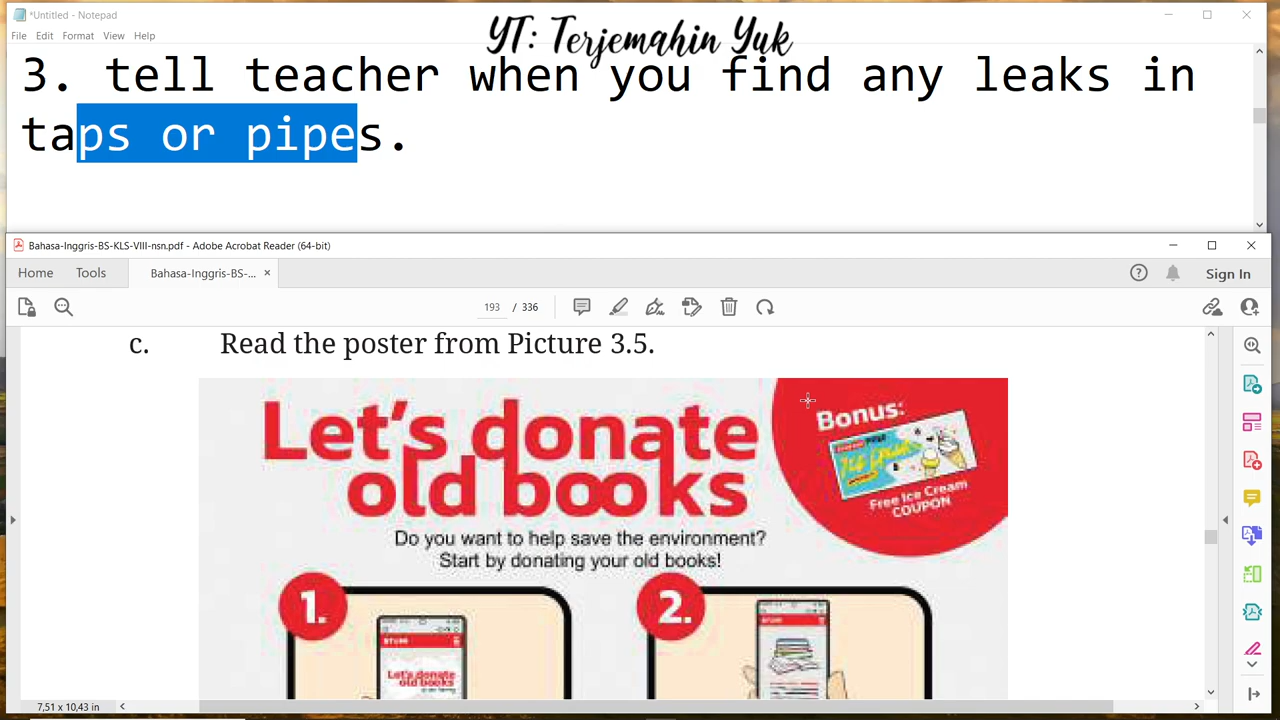 *Untitled - Notepad
File Edit Format View Help
YT: Terjemahin Yuk
3. tell teacher when you find any leaks in
taps or pipes.
Bahasa-Inggris-BS-KLS-VIII-nsn.pdf - Adobe Acrobat Reader (64-bit)
Home Tools Bahasa-Inggris-BS-... × Sign In
193 / 336
c. Read the poster from Picture 3.5.
Let's donate
old books
Bonus:
Free Ice Cream
COUPON
Do you want to help save the environment?
Start by donating your old books!
1.
2.
Let's donate
old books
7,51 x 10,43 in